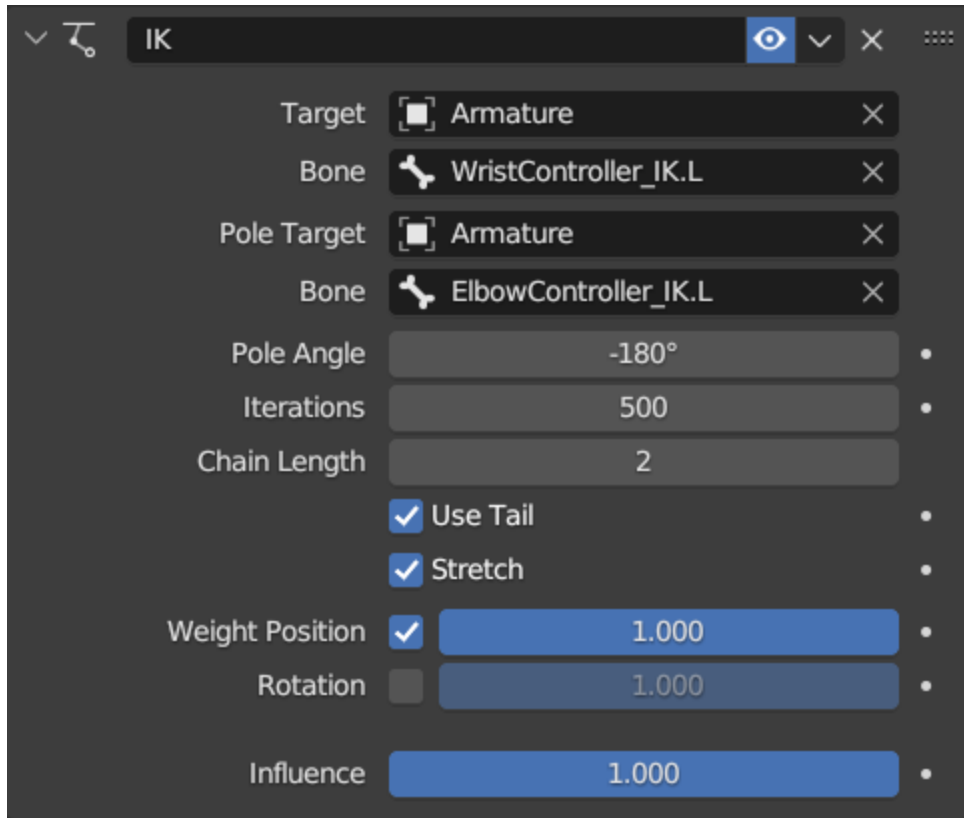 IK
Target Armature
Bone WristController_IK.L
Pole Target Armature
Bone ElbowController_IK.L
Pole Angle -180°
Iterations 500
Chain Length 2
Use Tail
Stretch
Weight Position 1.000
Rotation 1.000
Influence 1.000